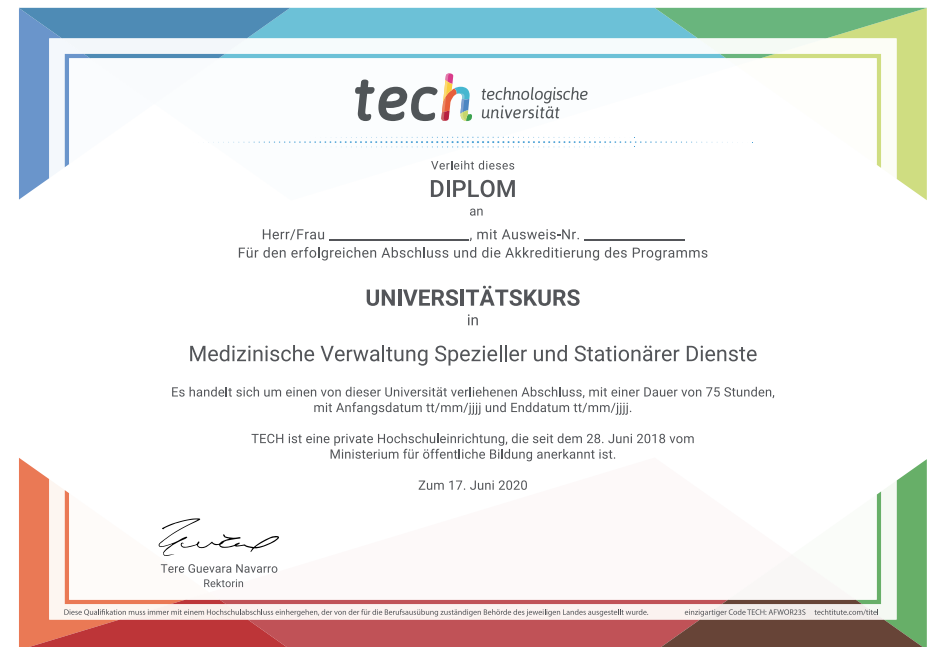 tech technologische
universität
Verleiht dieses
DIPLOM
an
Herr/Frau ____________, mit Ausweis-Nr. ____________
Für den erfolgreichen Abschluss und die Akkreditierung des Programms
UNIVERSITÄTSKURS
in
Medizinische Verwaltung Spezieller und Stationärer Dienste
Es handelt sich um einen von dieser Universität verliehenen Abschluss, mit einer Dauer von 75 Stunden,
mit Anfangsdatum tt/mm/jjjj und Enddatum tt/mm/jjjj.
TECH ist eine private Hochschuleinrichtung, die seit dem 28. Juni 2018 vom
Ministerium für öffentliche Bildung anerkannt ist.
Zum 17. Juni 2020
Tere Guevara Navarro
Rektorin
Diese Qualifikation muss immer mit einem Hochschulabschluss einhergehen, der von der für die Berufsausübung zuständigen Behörde des jeweiligen Landes ausgestellt wurde. einzigartiger Code TECH: AFWOR23S techtitute.com/titel